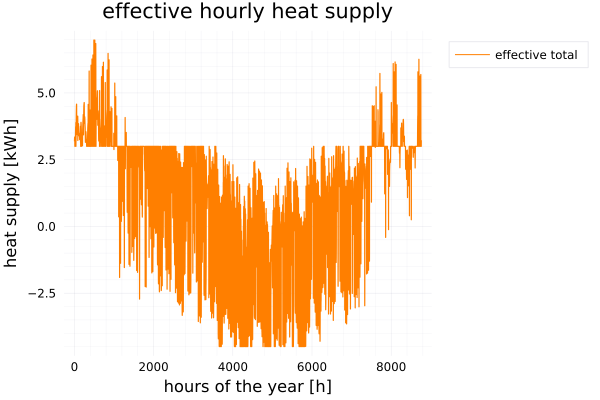 effective hourly heat supply
effective total
heat supply [kWh]
5.0
2.5
0.0
−2.5
0
2000
4000
6000
8000
hours of the year [h]